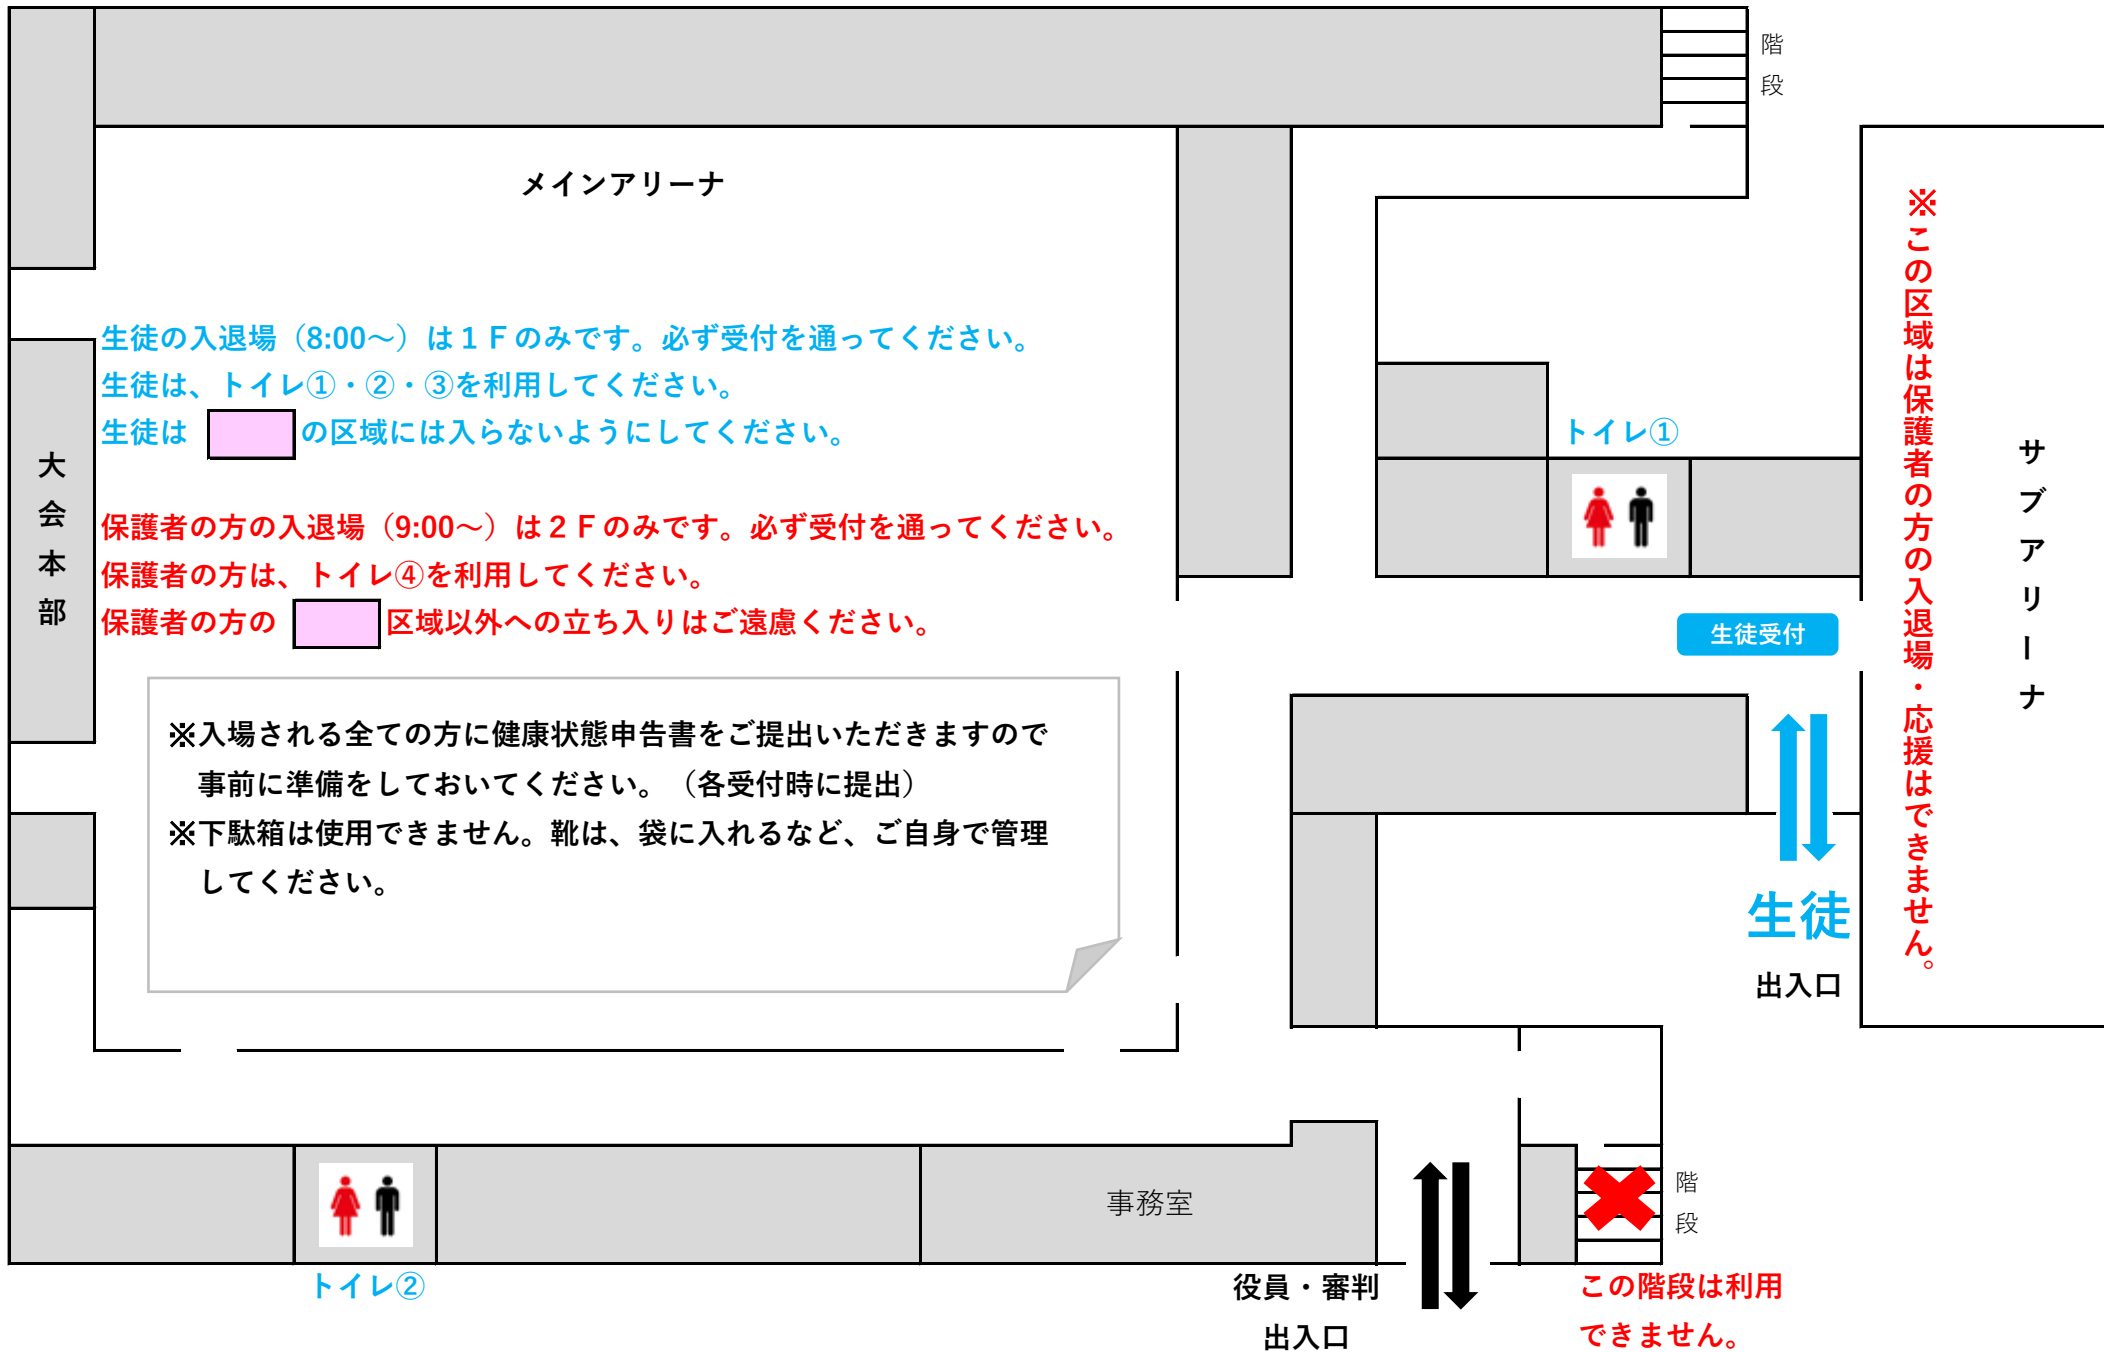 階段
メインアリーナ
※この区域は保護者の方の入退場・応援はできません。
サブアリーナ
生徒の入退場（8:00～）は１Ｆのみです。必ず受付を通ってください。
生徒は、トイレ①・②・③を利用してください。
生徒は の区域には入らないようにしてください。
トイレ①
大会本部
保護者の方の入退場（9:00～）は２Ｆのみです。必ず受付を通ってください。
保護者の方は、トイレ④を利用してください。
保護者の方の 区域以外への立ち入りはご遠慮ください。
生徒受付
※入場される全ての方に健康状態申告書をご提出いただきますので
事前に準備をしておいてください。（各受付時に提出）
※下駄箱は使用できません。靴は、袋に入れるなど、ご自身で管理
してください。
生徒
出入口
事務室
階段
トイレ②
役員・審判
出入口
この階段は利用
できません。